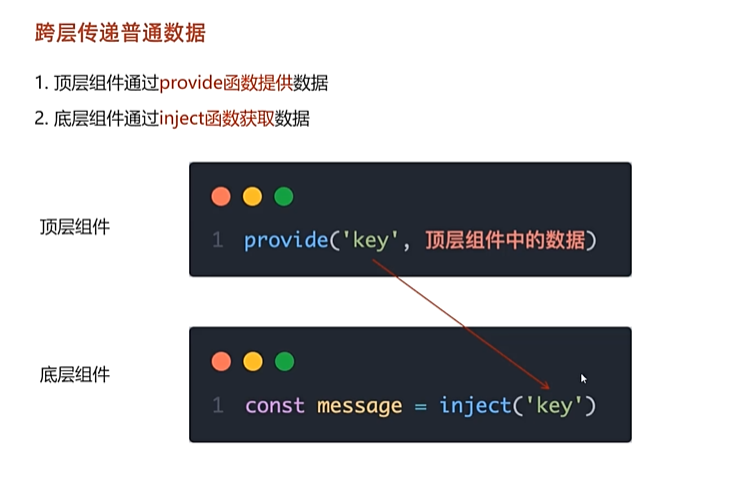 跨层传递普通数据
1. 顶层组件通过provide函数提供数据
2. 底层组件通过inject函数获取数据
顶层组件
1 provide('key', 顶层组件中的数据)
底层组件
1 const message = inject('key')